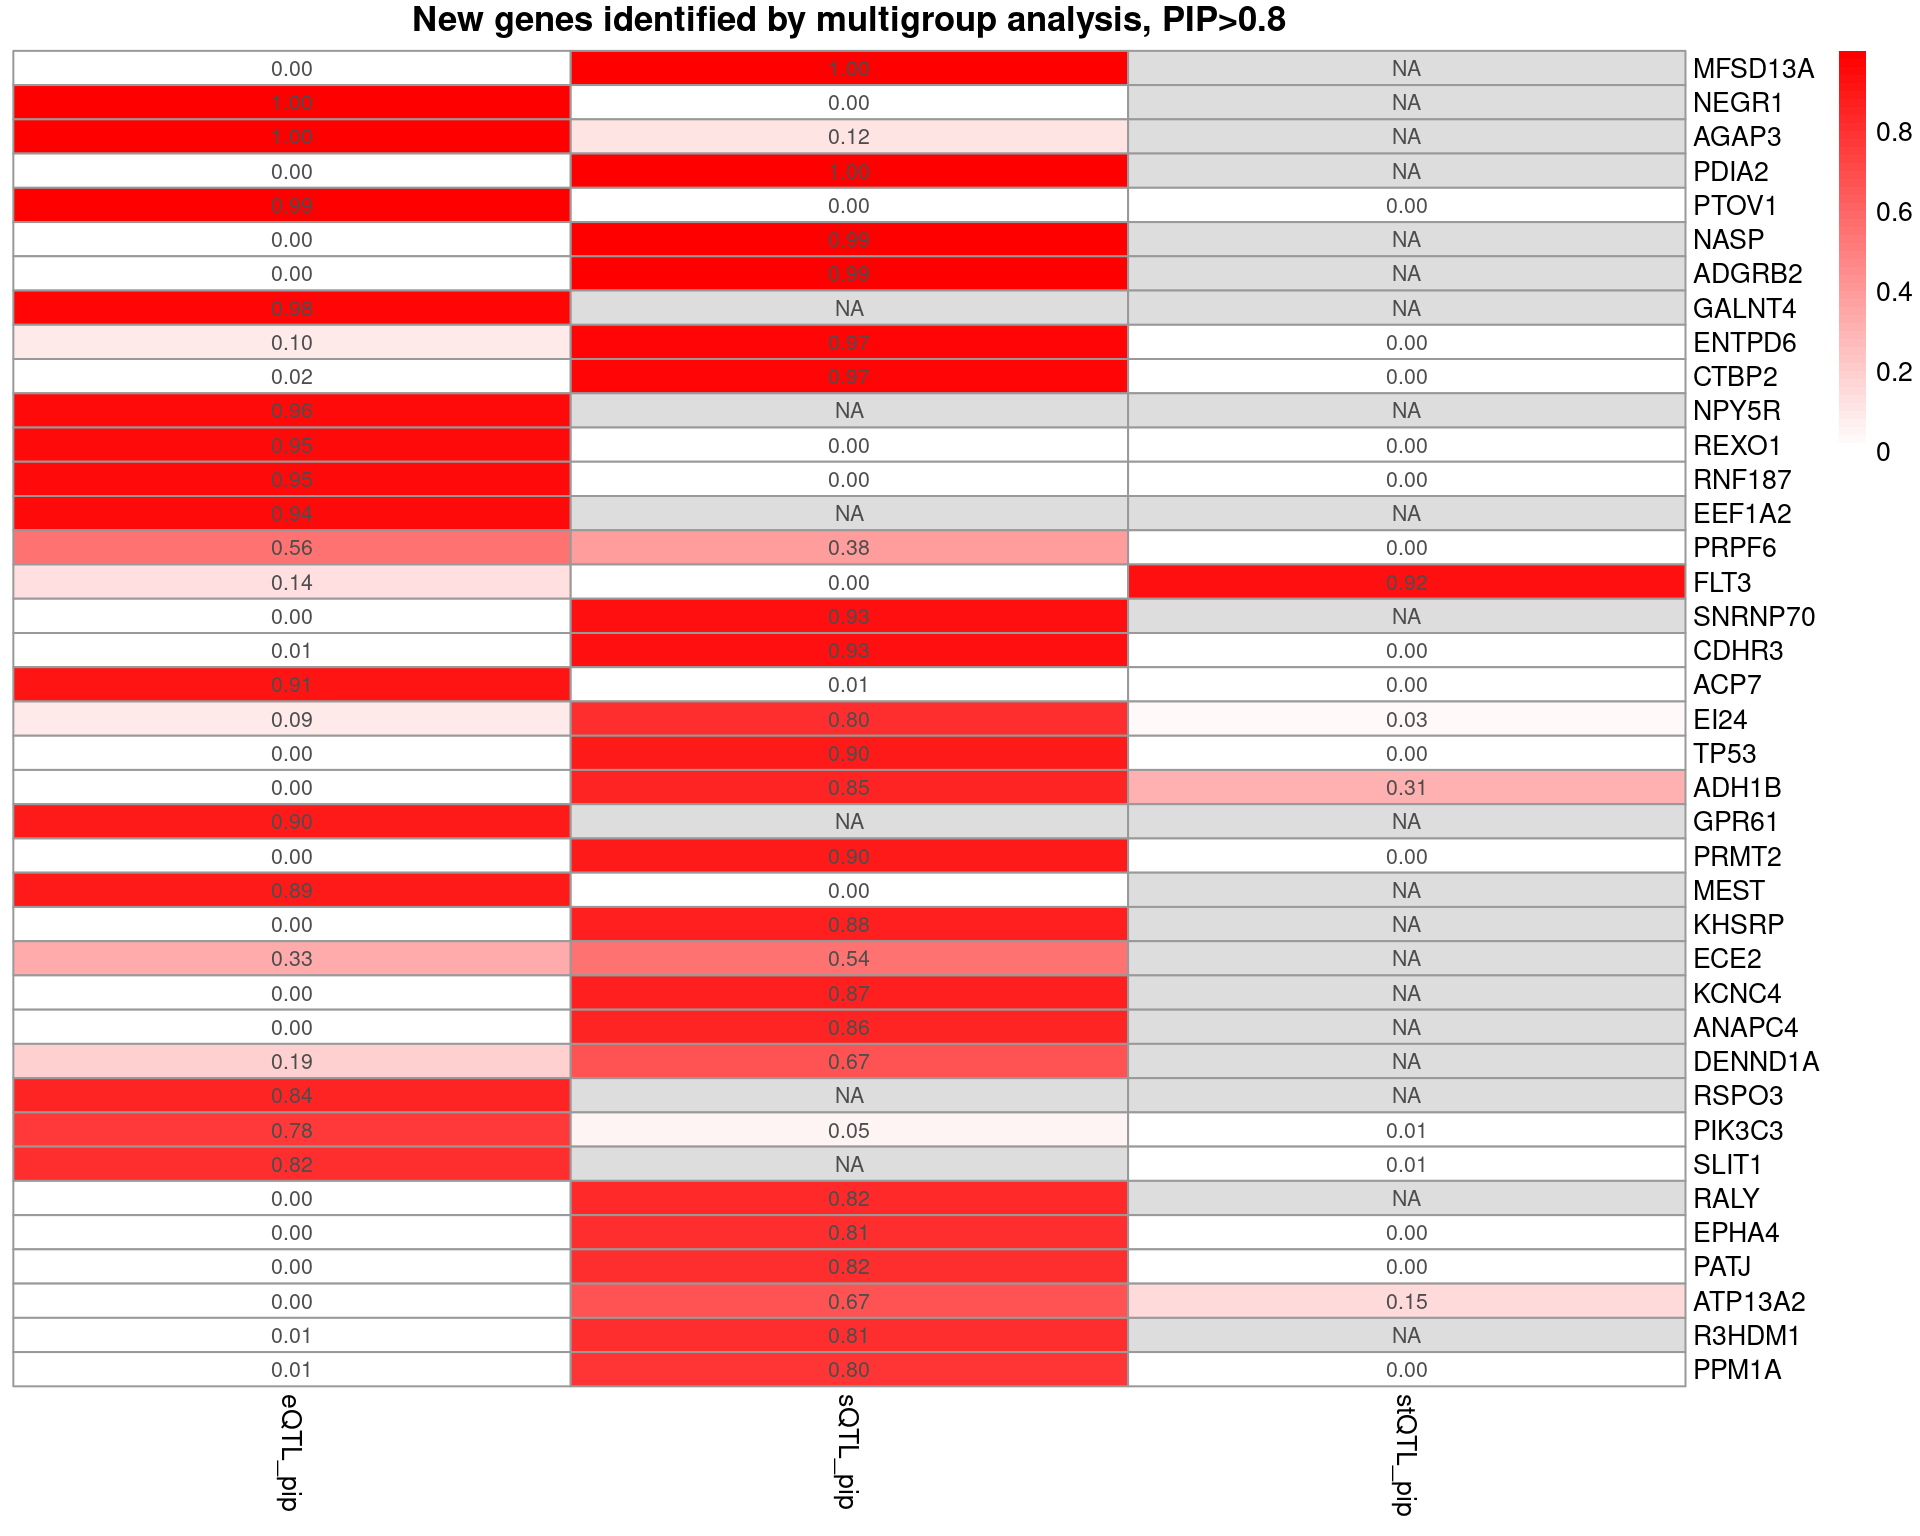 New genes identified by multigroup analysis, PIP>0.8
0.00 1.00 NA MFSD13A
1.00 0.00 NA NEGR1
1.00 0.12 NA AGAP3
0.00 1.00 NA PDIA2
0.99 0.00 0.00 PTOV1
0.00 0.99 NA NASP
0.00 0.99 NA ADGRB2
0.98 NA NA GALNT4
0.10 0.97 0.00 ENTPD6
0.02 0.97 0.00 CTBP2
0.96 NA NA NPY5R
0.95 0.00 0.00 REXO1
0.95 0.00 0.00 RNF187
0.94 NA NA EEF1A2
0.56 0.38 0.00 PRPF6
0.14 0.00 0.92 FLT3
0.00 0.93 NA SNRNP70
0.01 0.93 0.00 CDHR3
0.91 0.01 0.00 ACP7
0.09 0.80 0.03 EI24
0.00 0.90 0.00 TP53
0.00 0.85 0.31 ADH1B
0.90 NA NA GPR61
0.00 0.90 0.00 PRMT2
0.89 0.00 NA MEST
0.00 0.88 NA KHSRP
0.33 0.54 NA ECE2
0.00 0.87 NA KCNC4
0.00 0.86 NA ANAPC4
0.19 0.67 NA DENND1A
0.84 NA NA RSPO3
0.78 0.05 0.01 PIK3C3
0.82 NA 0.01 SLIT1
0.00 0.82 NA RALY
0.00 0.81 0.00 EPHA4
0.00 0.82 0.00 PATJ
0.00 0.67 0.15 ATP13A2
0.01 0.81 NA R3HDM1
0.01 0.80 0.00 PPM1A
eQTL_pip sQTL_pip stQTL_pip
0.8
0.6
0.4
0.2
0